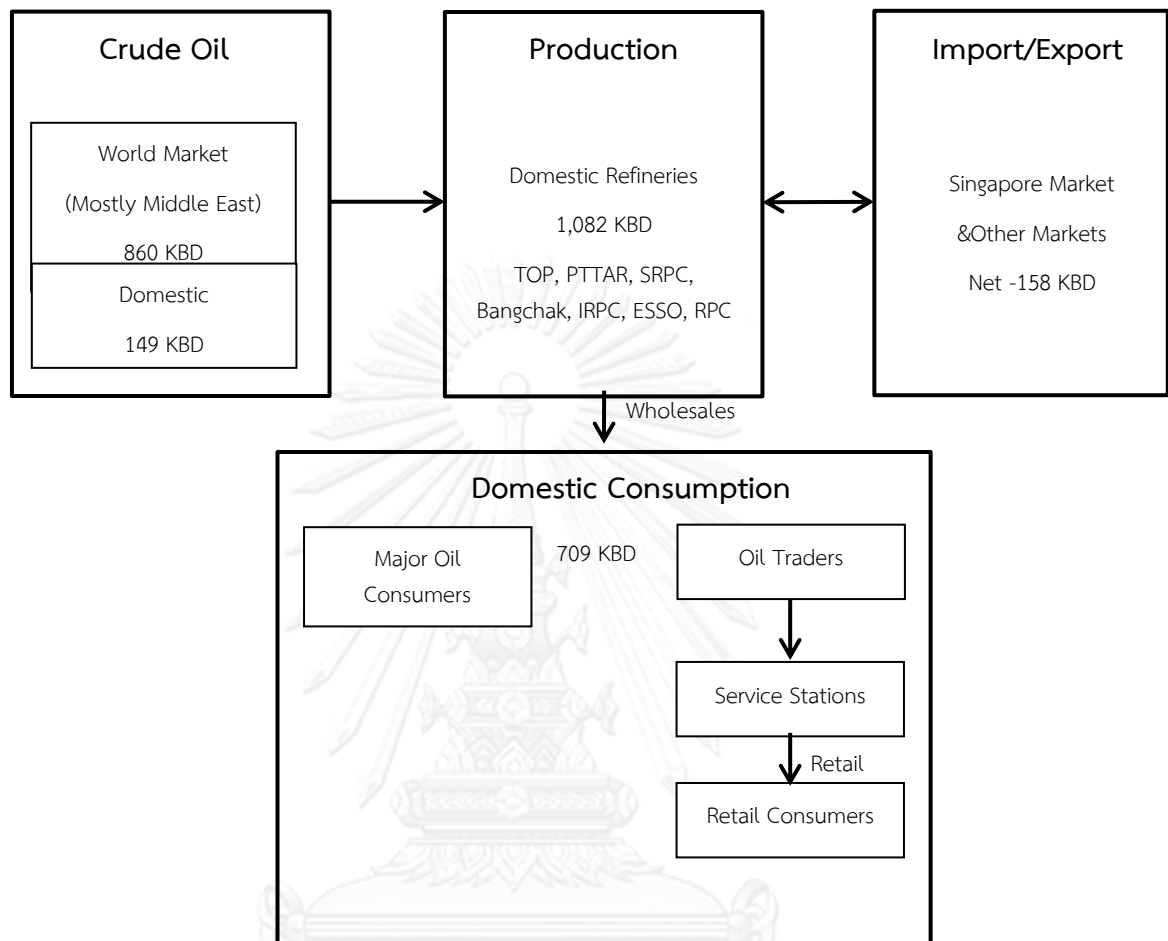 Crude Oil
World Market
(Mostly Middle East)
860 KBD
Domestic
149 KBD
Production
Domestic Refineries
1,082 KBD
TOP, PTTAR, SRPC,
Bangchak, IRPC, ESSO, RPC
Import/Export
Singapore Market
&Other Markets
Net -158 KBD
Wholesales
Domestic Consumption
Major Oil
Consumers
709 KBD
Oil Traders
Service Stations
Retail
Retail Consumers